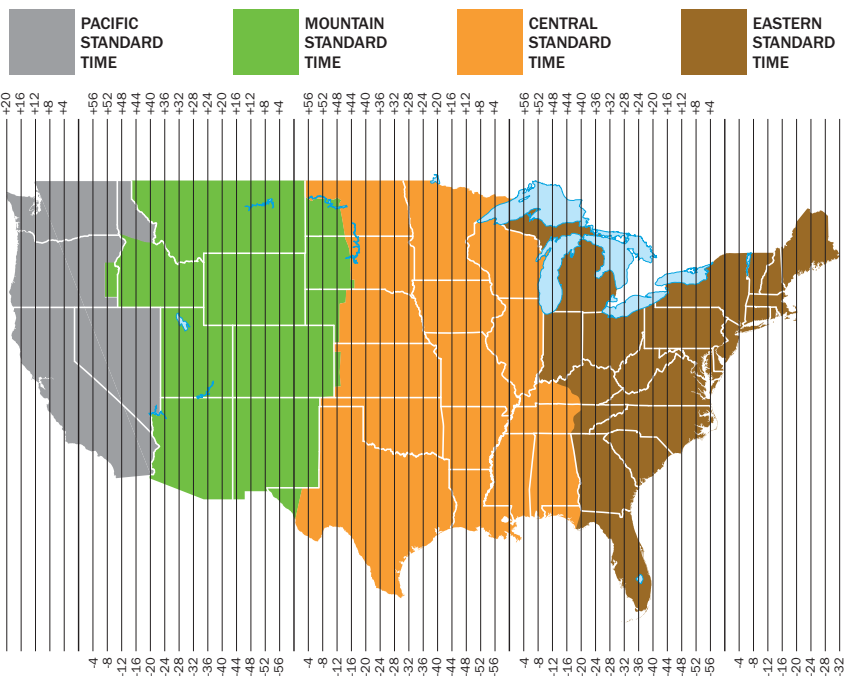 PACIFIC
STANDARD
TIME
MOUNTAIN
STANDARD
TIME
CENTRAL
STANDARD
TIME
EASTERN
STANDARD
TIME
+20 +16 +12 +8 +4 +56 +52 +48 +44 +40 +36 +32 +28 +24 +20 +16 +12 +8 +4 +56 +52 +48 +44 +40 +36 +32 +28 +24 +20 +16 +12 +8 +4 +56 +52 +48 +44 +40 +36 +32 +28 +24 +20 +16 +12 +8 +4
-4 -8 -12 -16 -20 -24 -28 -32 -36 -40 -44 -48 -52 -56 -4 -8 -12 -16 -20 -24 -28 -32 -36 -40 -44 -48 -52 -56 -4 -8 -12 -16 -20 -24 -28 -32 -36 -40 -44 -48 -52 -56 -4 -8 -12 -16 -20 -24 -28 -32